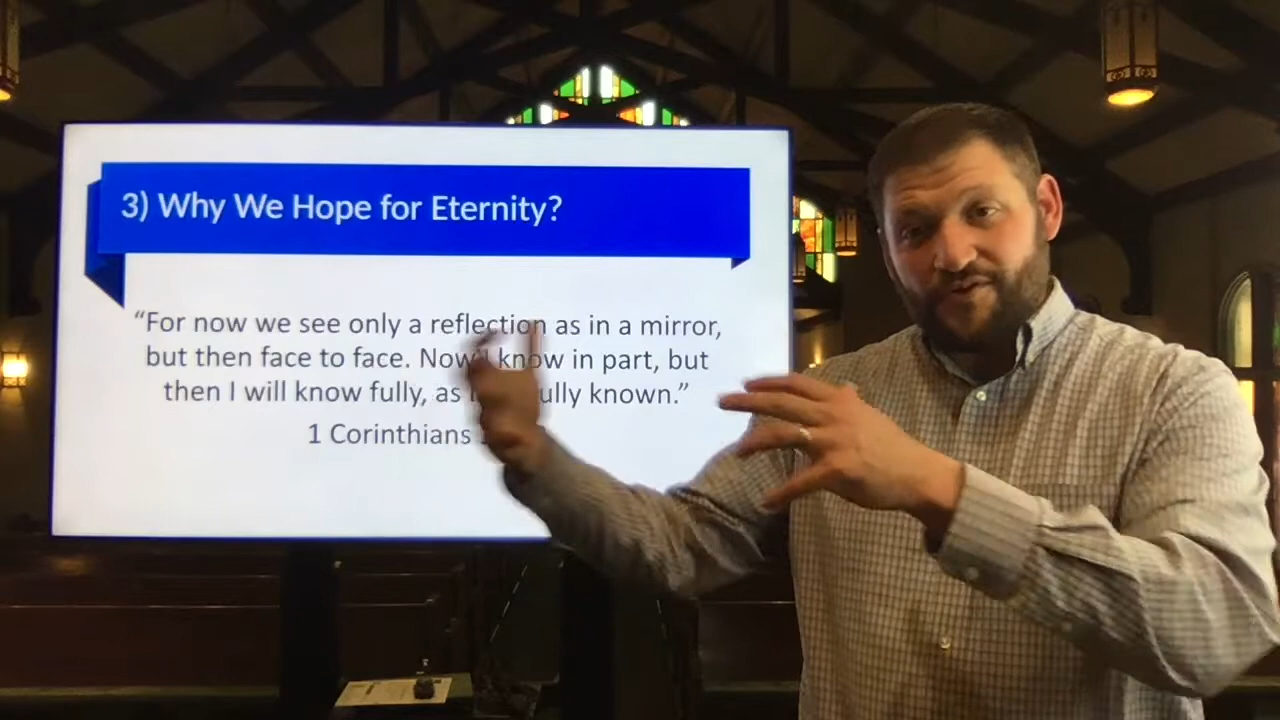 3) Why We Hope for Eternity?
“For now we see only a reflection as in a mirror,
but then face to face. Now I know in part, but
then I will know fully, as fully known.”
1 Corinthians